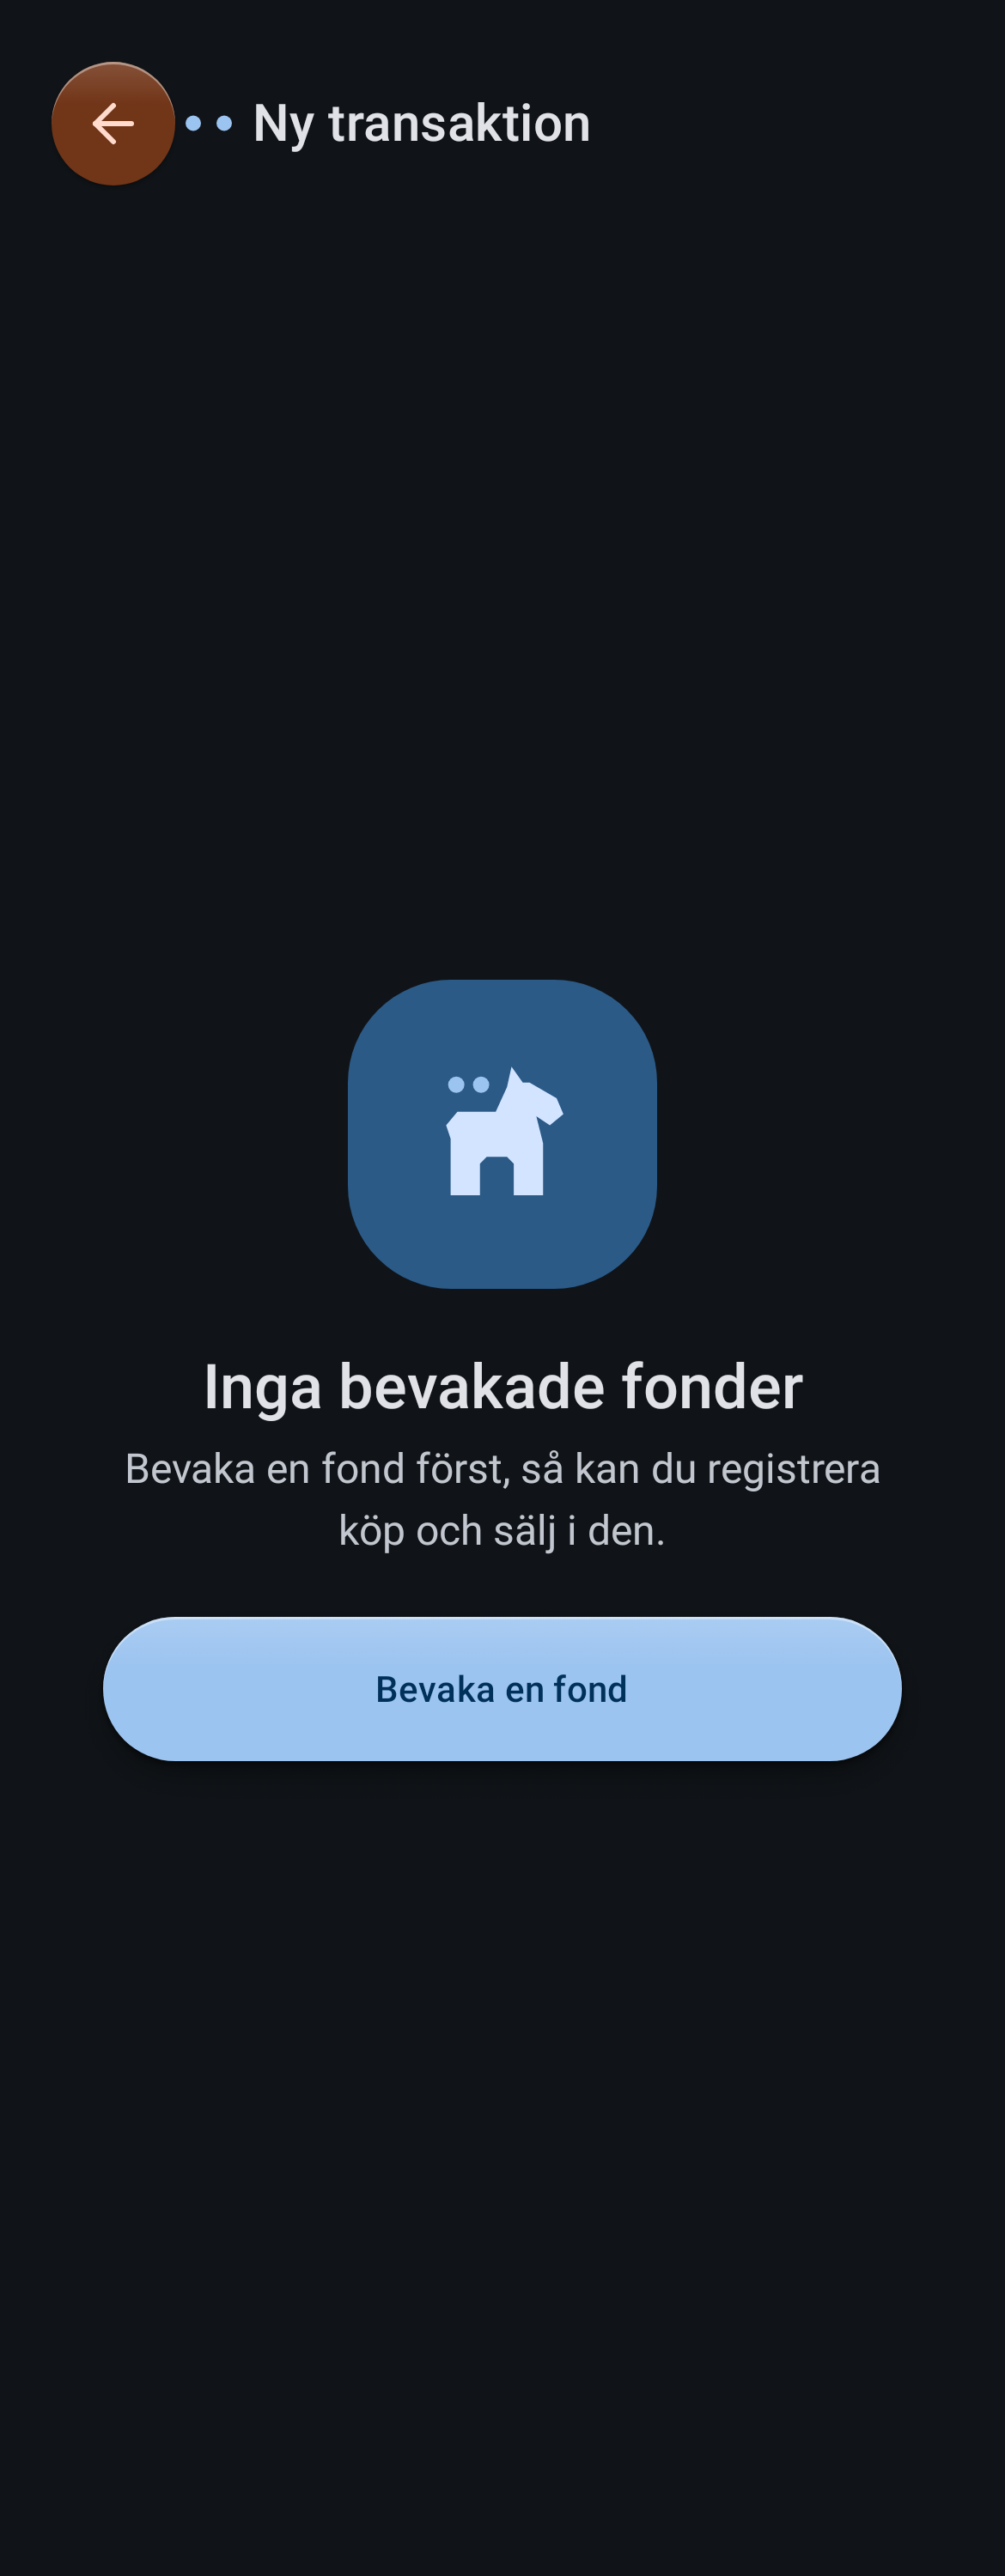 Ny transaktion
Inga bevakade fonder
Bevaka en fond först, så kan du registrera
köp och sälj i den.
Bevaka en fond